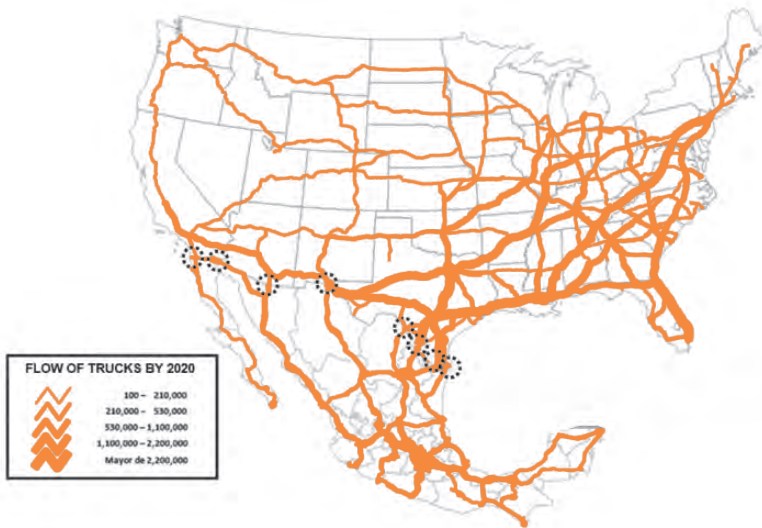 FLOW OF TRUCKS BY 2020
100 – 210,000
210,000 – 530,000
530,000 – 1,100,000
1,100,000 – 2,200,000
Mayor de 2,200,000